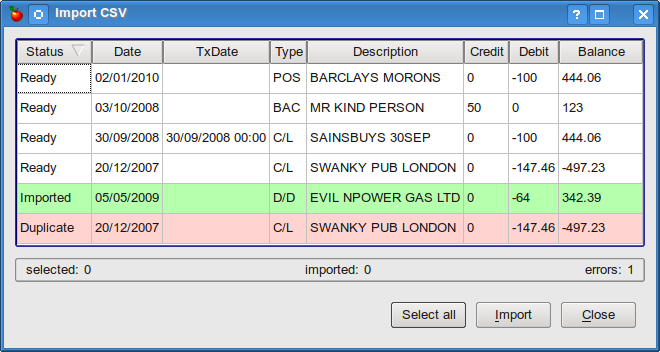 Import CSV
Status Date TxDate Type Description Credit Debit Balance
Ready 02/01/2010 POS BARCLAYS MORONS 0 -100 444.06
Ready 03/10/2008 BAC MR KIND PERSON 50 0 123
Ready 30/09/2008 30/09/2008 00:00 C/L SAINSBUYS 30SEP 0 -100 444.06
Ready 20/12/2007 C/L SWANKY PUB LONDON 0 -147.46 -497.23
Imported 05/05/2009 D/D EVIL NPOWER GAS LTD 0 -64 342.39
Duplicate 20/12/2007 C/L SWANKY PUB LONDON 0 -147.46 -497.23
selected: 0 imported: 0 errors: 1
Select all Import Close